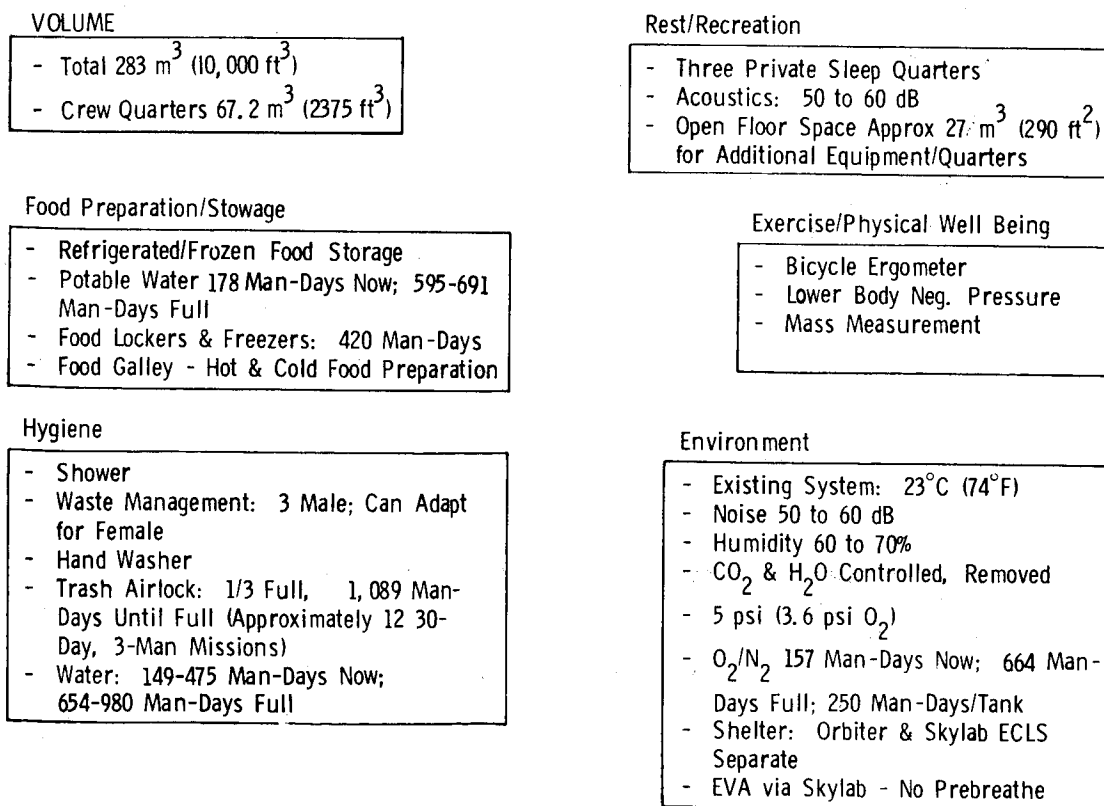 VOLUME
- Total 283 m³ (10,000 ft³)
- Crew Quarters 67.2 m³ (2375 ft³)
Food Preparation/Stowage
- Refrigerated/Frozen Food Storage
- Potable Water 178 Man-Days Now; 595-691
Man-Days Full
- Food Lockers & Freezers: 420 Man-Days
- Food Galley - Hot & Cold Food Preparation
Hygiene
- Shower
- Waste Management: 3 Male; Can Adapt
for Female
- Hand Washer
- Trash Airlock: 1/3 Full, 1,089 Man-
Days Until Full (Approximately 12 30-
Day, 3-Man Missions)
- Water: 149-475 Man-Days Now;
654-980 Man-Days Full
Rest/Recreation
- Three Private Sleep Quarters
- Acoustics: 50 to 60 dB
- Open Floor Space Approx 27 m³ (290 ft²)
for Additional Equipment/Quarters
Exercise/Physical Well Being
- Bicycle Ergometer
- Lower Body Neg. Pressure
- Mass Measurement
Environment
- Existing System: 23°C (74°F)
- Noise 50 to 60 dB
- Humidity 60 to 70%
- CO₂ & H₂O Controlled, Removed
- 5 psi (3.6 psi O₂)
- O₂/N₂ 157 Man-Days Now; 664 Man-
Days Full; 250 Man-Days/Tank
- Shelter: Orbiter & Skylab ECLS
Separate
- EVA via Skylab - No Prebreathe